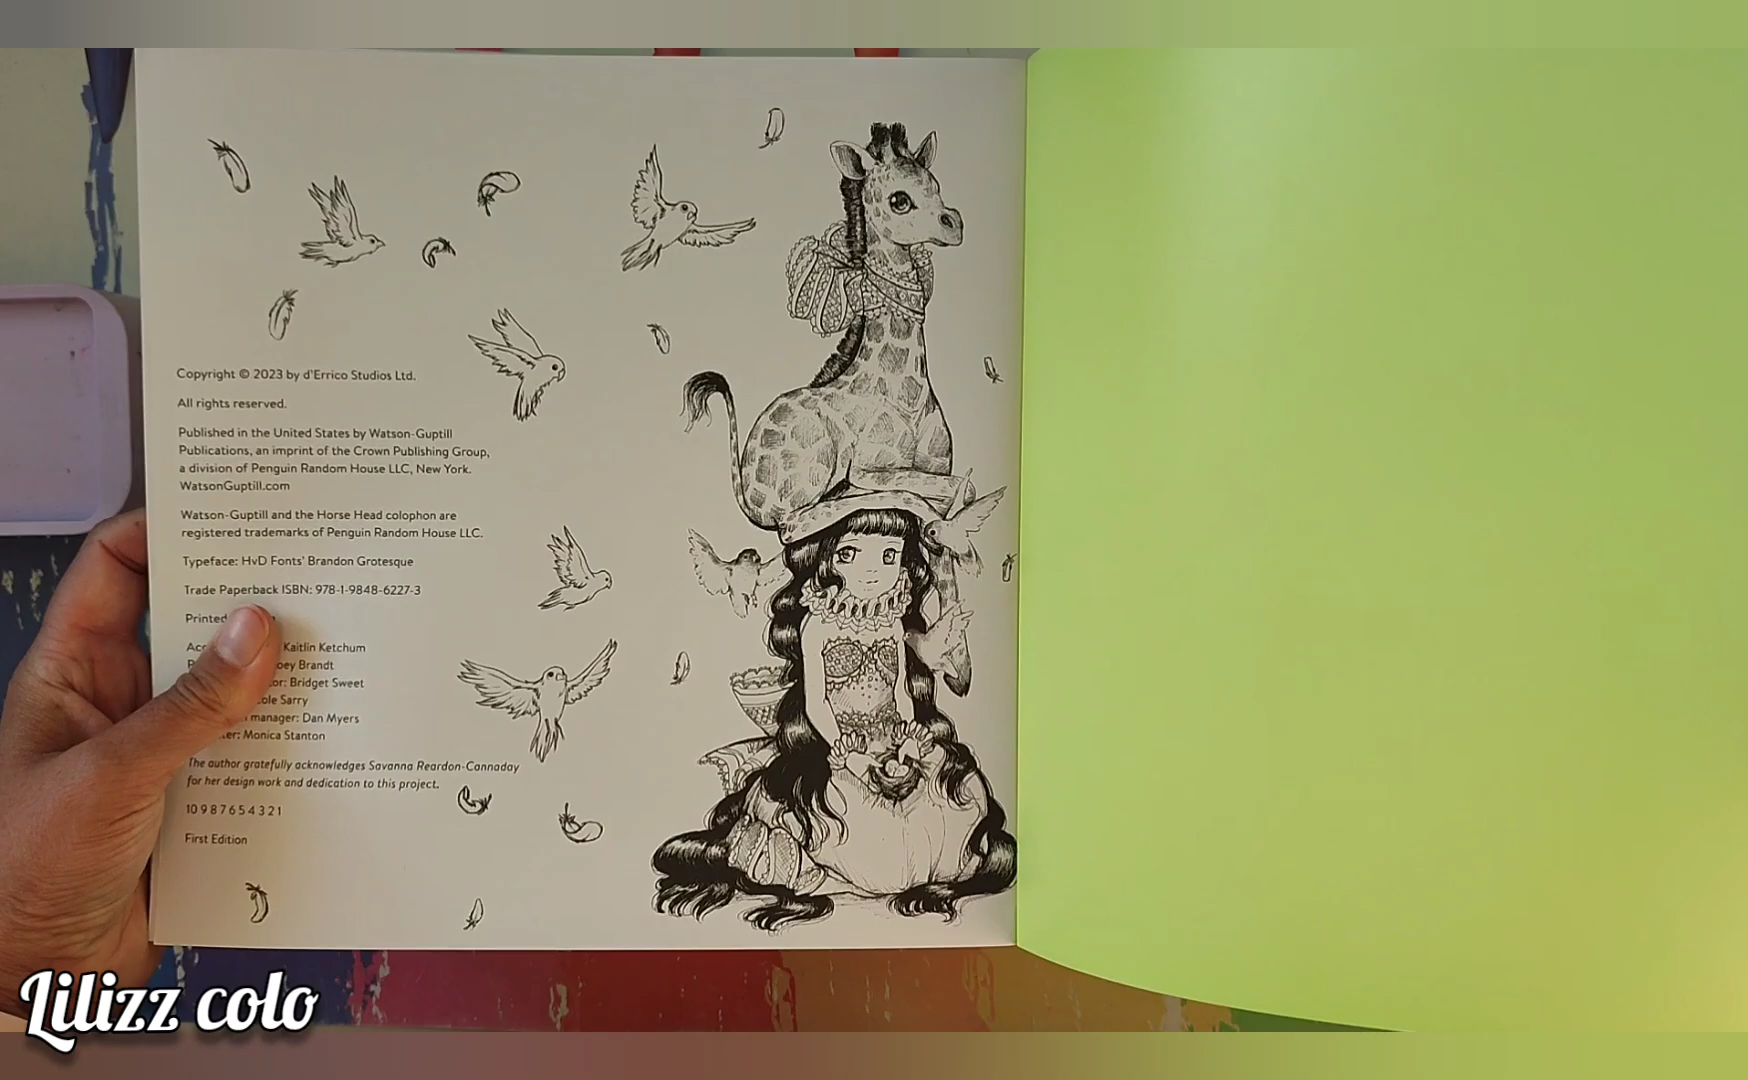 Copyright © 2023 by d'Errico Studios Ltd.
All rights reserved.
Published in the United States by Watson-Guptill
Publications, an imprint of the Crown Publishing Group,
a division of Penguin Random House LLC, New York.
WatsonGuptill.com
Watson-Guptill and the Horse Head colophon are
registered trademarks of Penguin Random House LLC.
Typeface: HvD Fonts' Brandon Grotesque
Trade Paperback ISBN: 978-1-9848-6227-3
Printed
Kaitlin Ketchum
Brandt
Bridget Sweet
Sarry
manager: Dan Myers
Monica Stanton
The author gratefully acknowledges Savanna Reardon-Cannaday
for her design work and dedication to this project.
10 9 8 7 6 5 4 3 2 1
First Edition
Lilizz colo